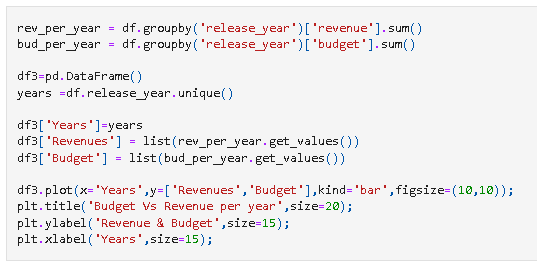 rev_per_year = df.groupby('release_year')['revenue'].sum()
bud_per_year = df.groupby('release_year')['budget'].sum()
df3=pd.DataFrame()
years =df.release_year.unique()
df3['Years']=years
df3['Revenues'] = list(rev_per_year.get_values())
df3['Budget'] = list(bud_per_year.get_values())
df3.plot(x='Years',y=['Revenues','Budget'],kind='bar',figsize=(10,10));
plt.title('Budget Vs Revenue per year',size=20);
plt.ylabel('Revenue & Budget',size=15);
plt.xlabel('Years',size=15);